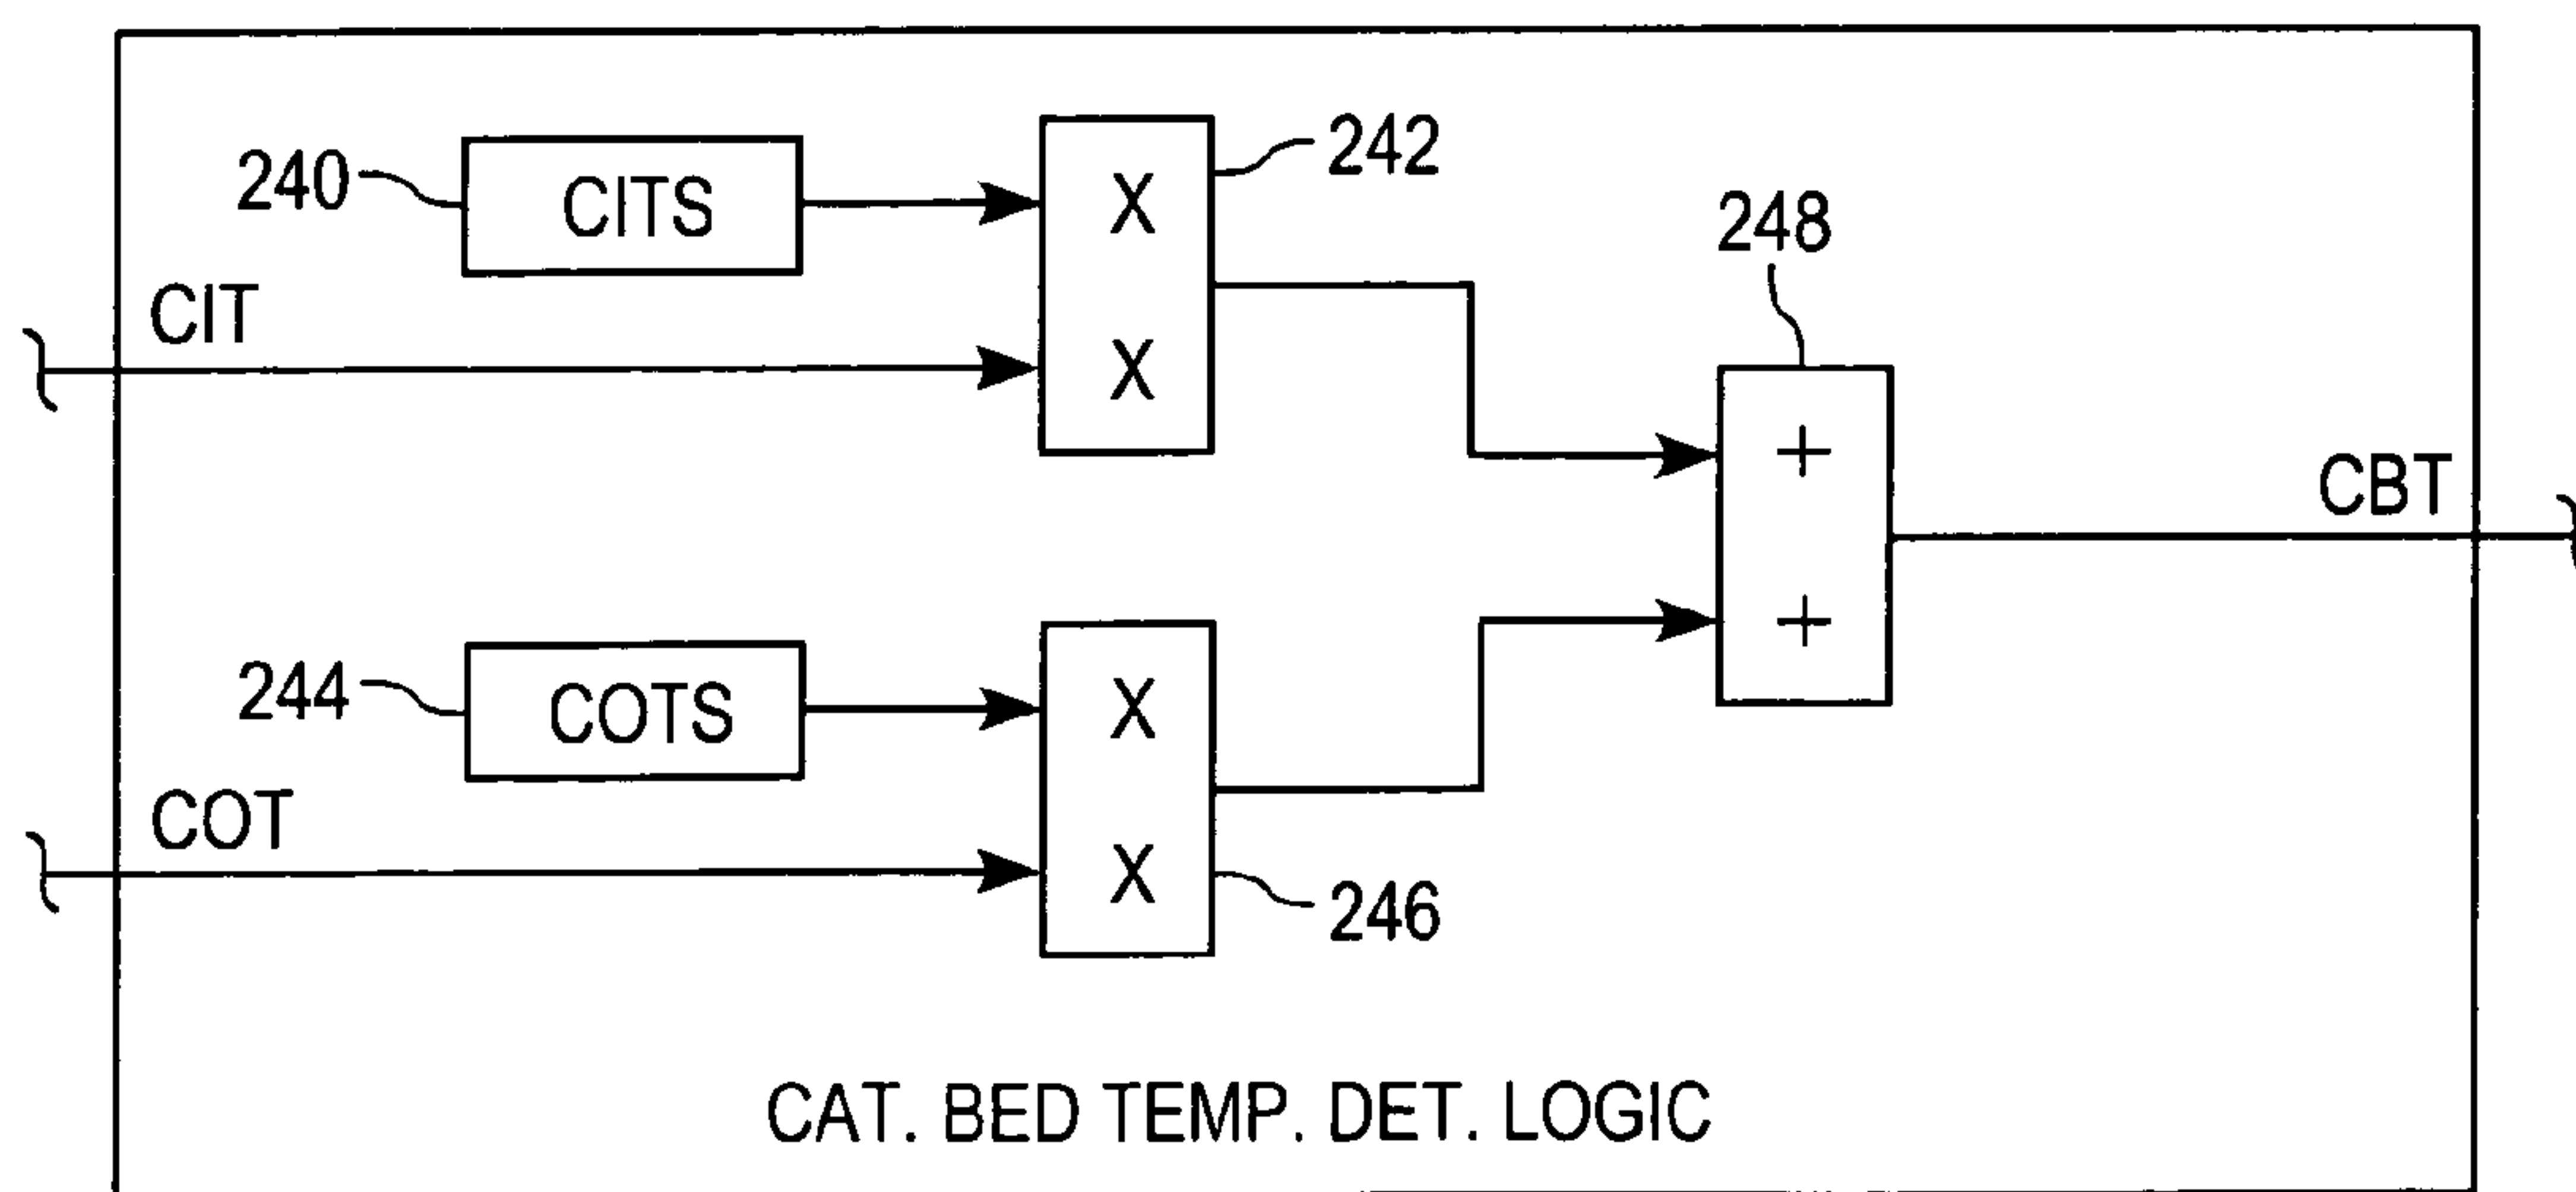 240
CITS
X
242
248
CIT
X
+
CBT
+
244
COTS
X
COT
X
246
CAT. BED TEMP. DET. LOGIC